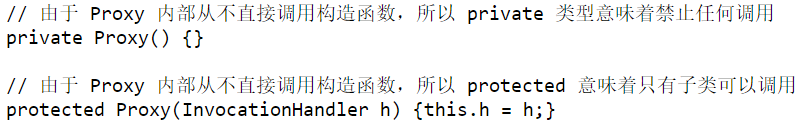 // 由于 Proxy 内部从不直接调用构造函数，所以 private 类型意味着禁止任何调用
private Proxy() {}
// 由于 Proxy 内部从不直接调用构造函数，所以 protected 意味着只有子类可以调用
protected Proxy(InvocationHandler h) {this.h = h;}